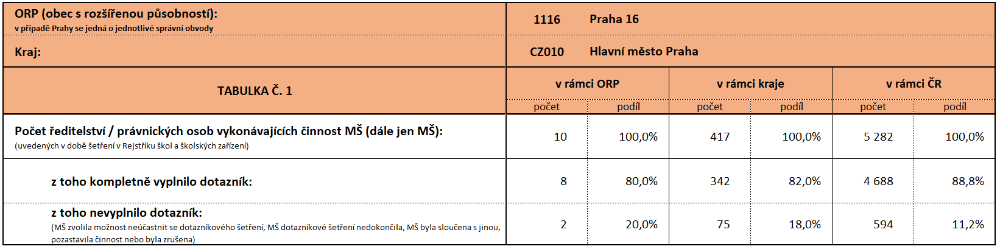 ORP (obec s rozšířenou působností):
v případě Prahy se jedná o jednotlivé správní obvody
1116 Praha 16
Kraj: CZ010 Hlavní město Praha
TABULKA Č. 1
v rámci ORP v rámci kraje v rámci ČR
počet podíl počet podíl počet podíl
Počet ředitelství / právnických osob vykonávajících činnost MŠ (dále jen MŠ):
(uvedených v době šetření v Rejstříku škol a školských zařízení)
10 100,0% 417 100,0% 5 282 100,0%
z toho kompletně vyplnilo dotazník: 8 80,0% 342 82,0% 4 688 88,8%
z toho nevyplnilo dotazník:
(MŠ zvolila možnost neúčastnit se dotazníkového šetření, MŠ dotazníkové šetření nedokončila, MŠ byla sloučena s jinou,
pozastavila činnost nebo byla zrušena)
2 20,0% 75 18,0% 594 11,2%